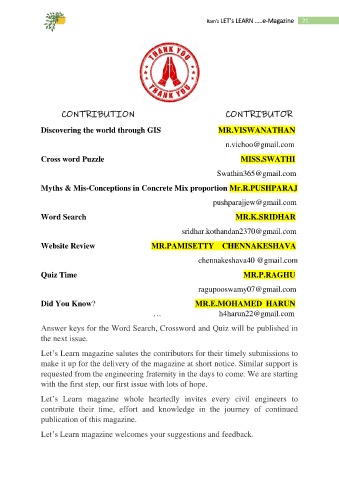 Ram's LET's LEARN .....e-Magazine 21
THANK YOU
THANK YOU
CONTRIBUTION CONTRIBUTOR
Discovering the world through GIS MR.VISWANATHAN
n.vichoo@gmail.com
Cross word Puzzle MISS.SWATHI
Swathin365@gmail.com
Myths & Mis-Conceptions in Concrete Mix proportion Mr.R.PUSHPARAJ
pushparajjew@gmail.com
Word Search MR.K.SRIDHAR
sridhar.kothandan2370@gmail.com
Website Review MR.PAMISETTY CHENNAKESHAVA
chennakeshava40 @gmail.com
Quiz Time MR.P.RAGHU
ragupooswamy07@gmail.com
Did You Know? MR.E.MOHAMED HARUN
… h4harun22@gmail.com
Answer keys for the Word Search, Crossword and Quiz will be published in
the next issue.
Let's Learn magazine salutes the contributors for their timely submissions to
make it up for the delivery of the magazine at short notice. Similar support is
requested from the engineering fraternity in the days to come. We are starting
with the first step, our first issue with lots of hope.
Let's Learn magazine whole heartedly invites every civil engineers to
contribute their time, effort and knowledge in the journey of continued
publication of this magazine.
Let's Learn magazine welcomes your suggestions and feedback.